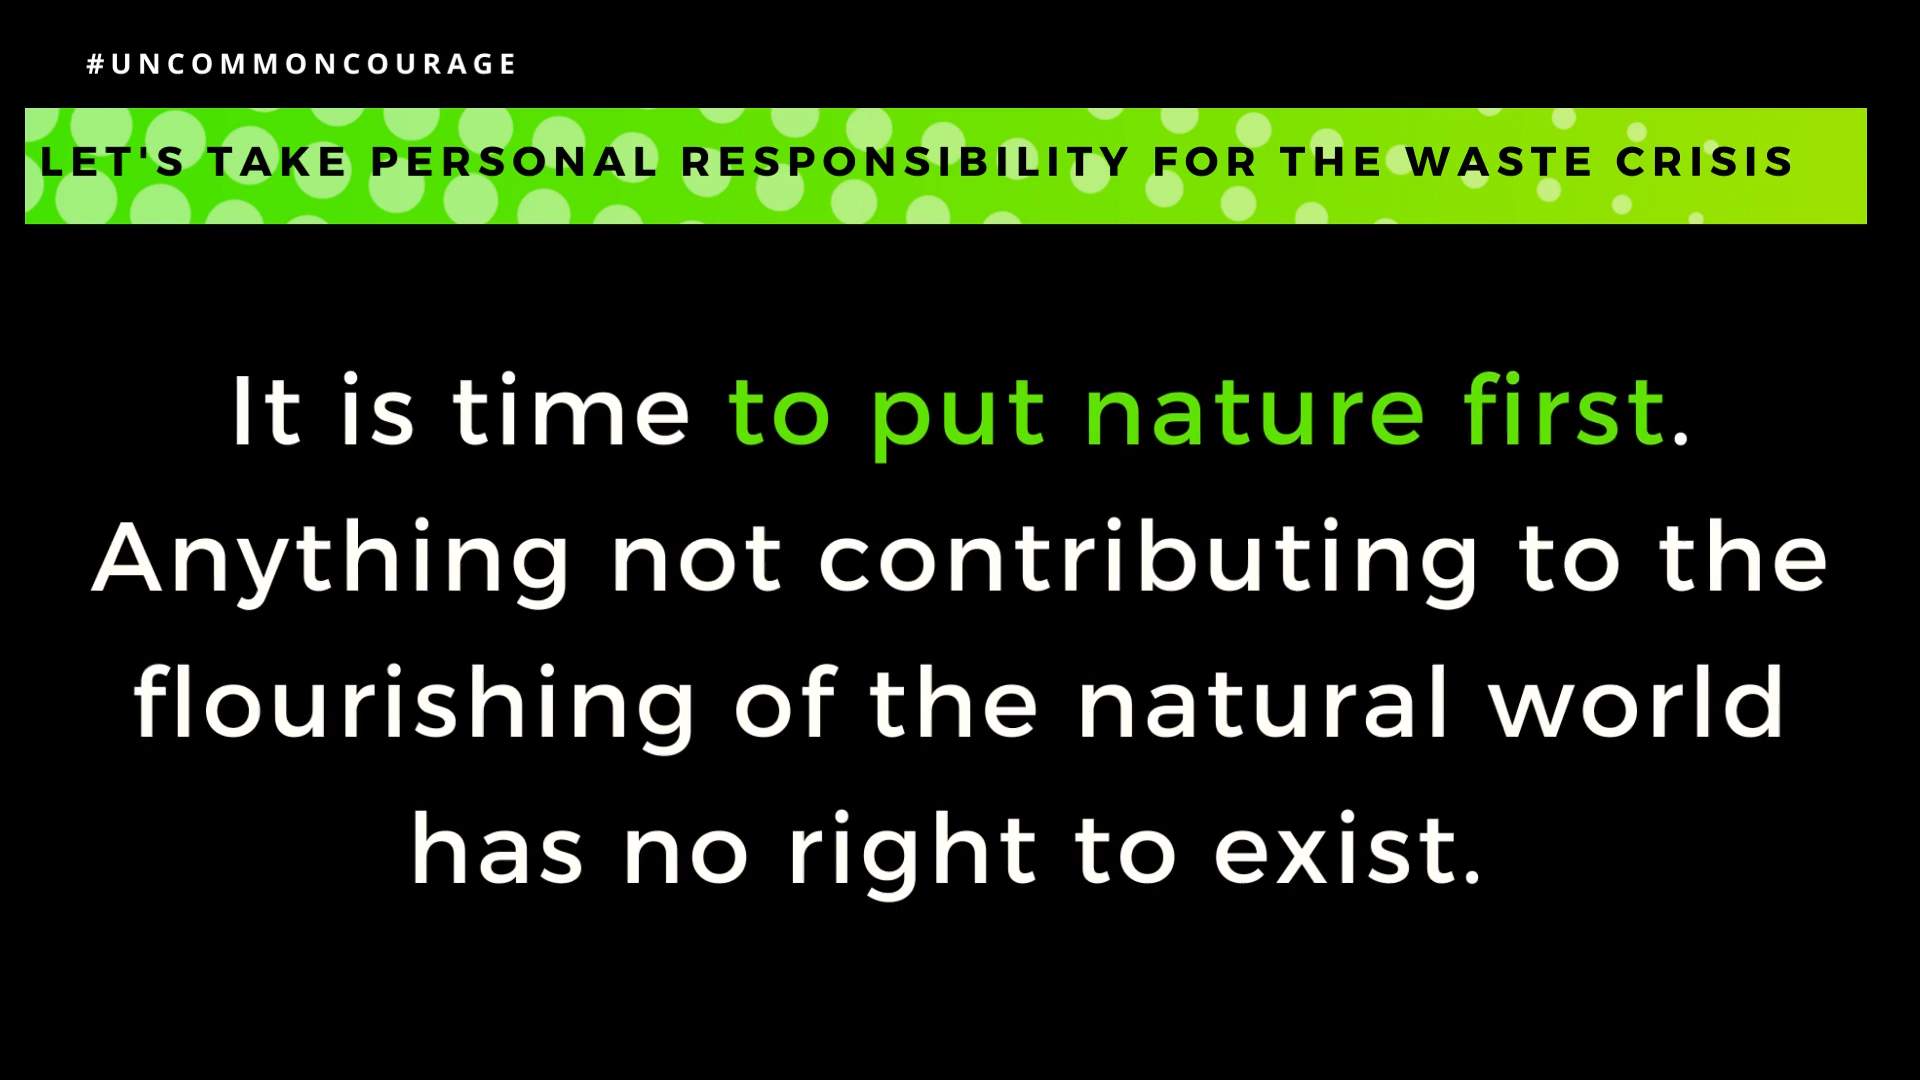 #UNCOMMONCOURAGE
LET'S TAKE PERSONAL RESPONSIBILITY FOR THE WASTE CRISIS
It is time to put nature first.
Anything not contributing to the
flourishing of the natural world
has no right to exist.